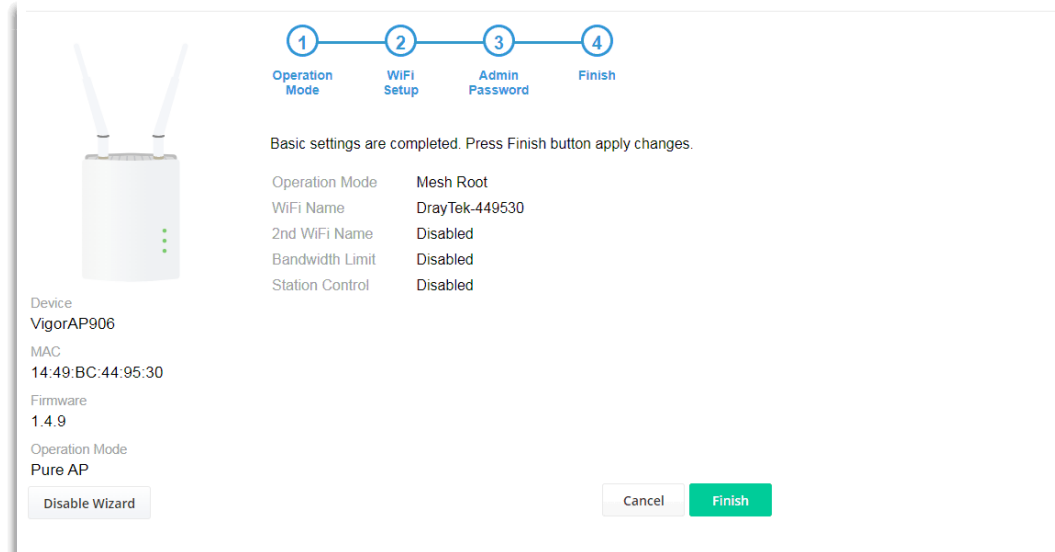 1
2
3
4
Operation
Mode
WiFi
Setup
Admin
Password
Finish
Basic settings are completed. Press Finish button apply changes.
Operation Mode Mesh Root
WiFi Name DrayTek-449530
2nd WiFi Name Disabled
Bandwidth Limit Disabled
Station Control Disabled
Device
VigorAP906
MAC
14:49:BC:44:95:30
Firmware
1.4.9
Operation Mode
Pure AP
Disable Wizard
Cancel
Finish